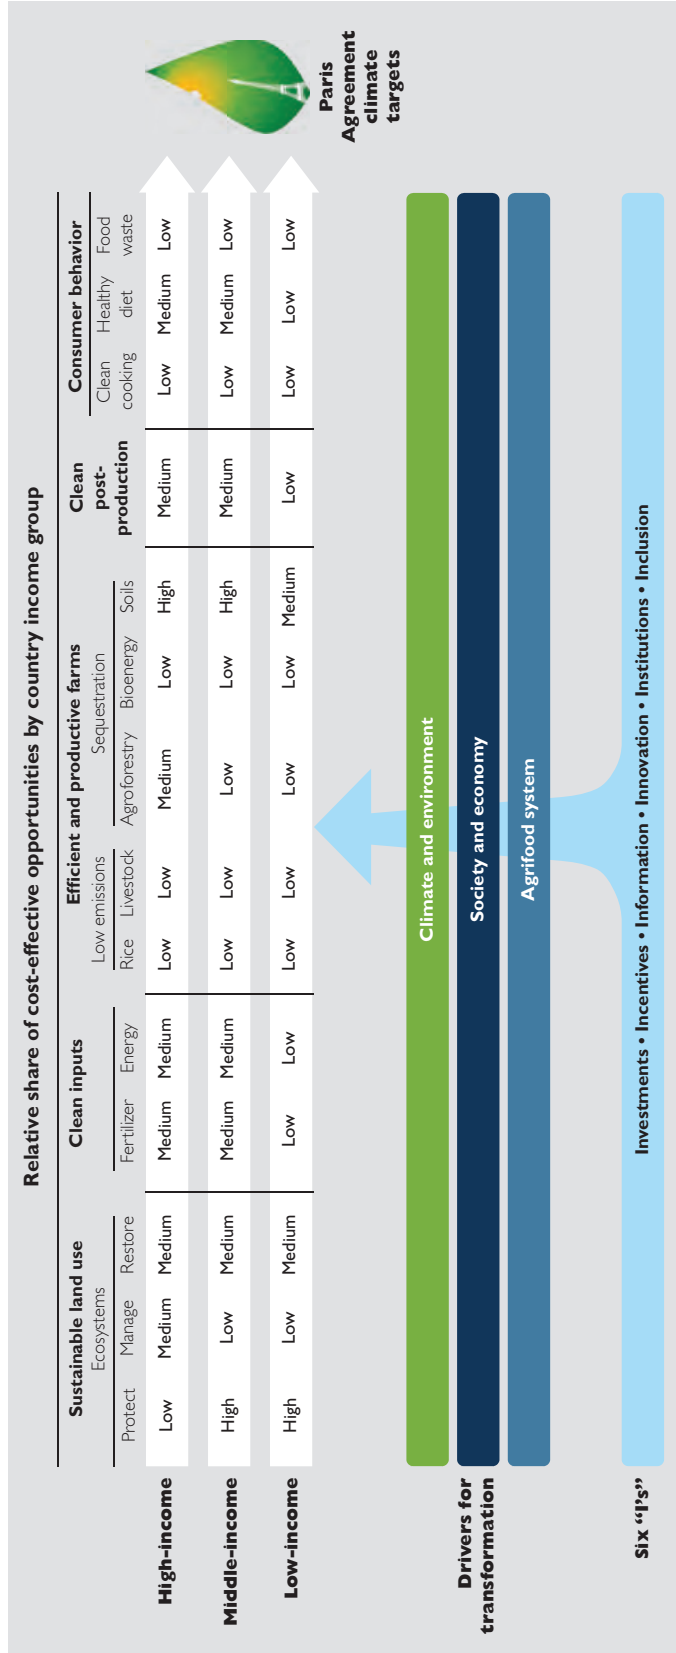 Relative share of cost-effective opportunities by country income group
Sustainable land use
Clean inputs
Efficient and productive farms
Clean
post-
production
Consumer behavior
Ecosystems
Low emissions
Sequestration
Protect
Manage
Restore
Fertilizer
Energy
Rice
Livestock
Agroforestry
Bioenergy
Soils
Clean
cooking
Healthy
diet
Food
waste
High-income Low Medium Medium Medium Medium Low Low Medium Low High Medium Low Medium Low
Middle-income High Low Medium Medium Medium Low Low Low Low High Medium Low Medium Low
Low-income High Low Medium Low Low Low Low Low Low Medium Low Low Low Low
Paris
Agreement
climate
targets
Drivers for
transformation
Climate and environment
Society and economy
Agrifood system
Six “I’s”
Investments • Incentives • Information • Innovation • Institutions • Inclusion